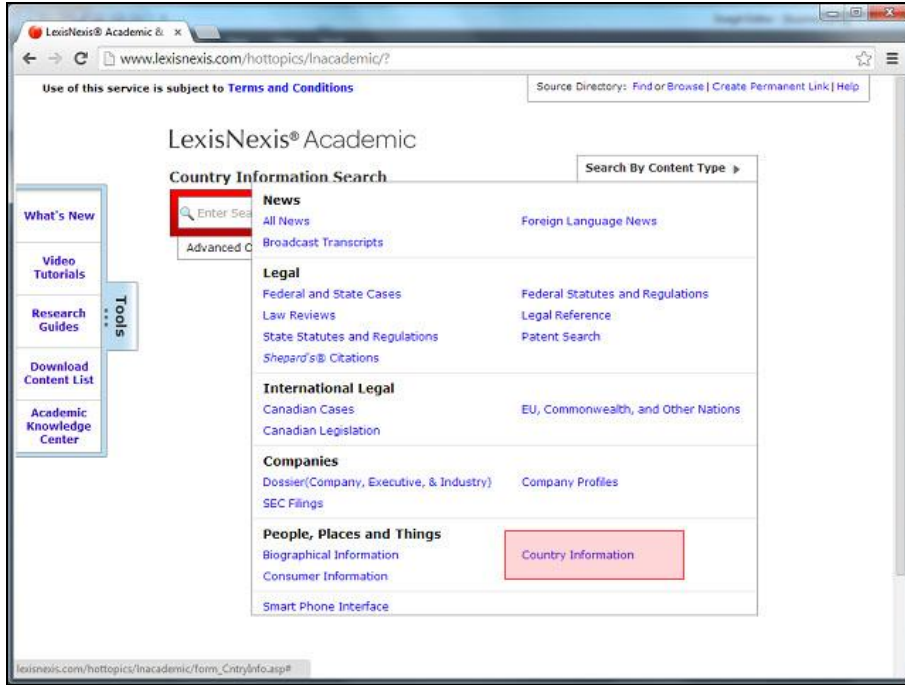 LexisNexis® Academic &
www.lexisnexis.com/hottopics/lnacademic/?
Use of this service is subject to Terms and Conditions
Source Directory: Find or Browse | Create Permanent Link | Help
LexisNexis® Academic
Country Information Search
Search By Content Type
Enter Sea
Advanced O
What's New
Video
Tutorials
Research
Guides
Download
Content List
Academic
Knowledge
Center
Tools
News
All News
Foreign Language News
Broadcast Transcripts
Legal
Federal and State Cases
Federal Statutes and Regulations
Law Reviews
Legal Reference
State Statutes and Regulations
Patent Search
Shepard's® Citations
International Legal
Canadian Cases
EU, Commonwealth, and Other Nations
Canadian Legislation
Companies
Dossier(Company, Executive, & Industry)
Company Profiles
SEC Filings
People, Places and Things
Biographical Information
Country Information
Consumer Information
Smart Phone Interface
lexisnexis.com/hottopics/lnacademic/form_CntryInfo.asp#